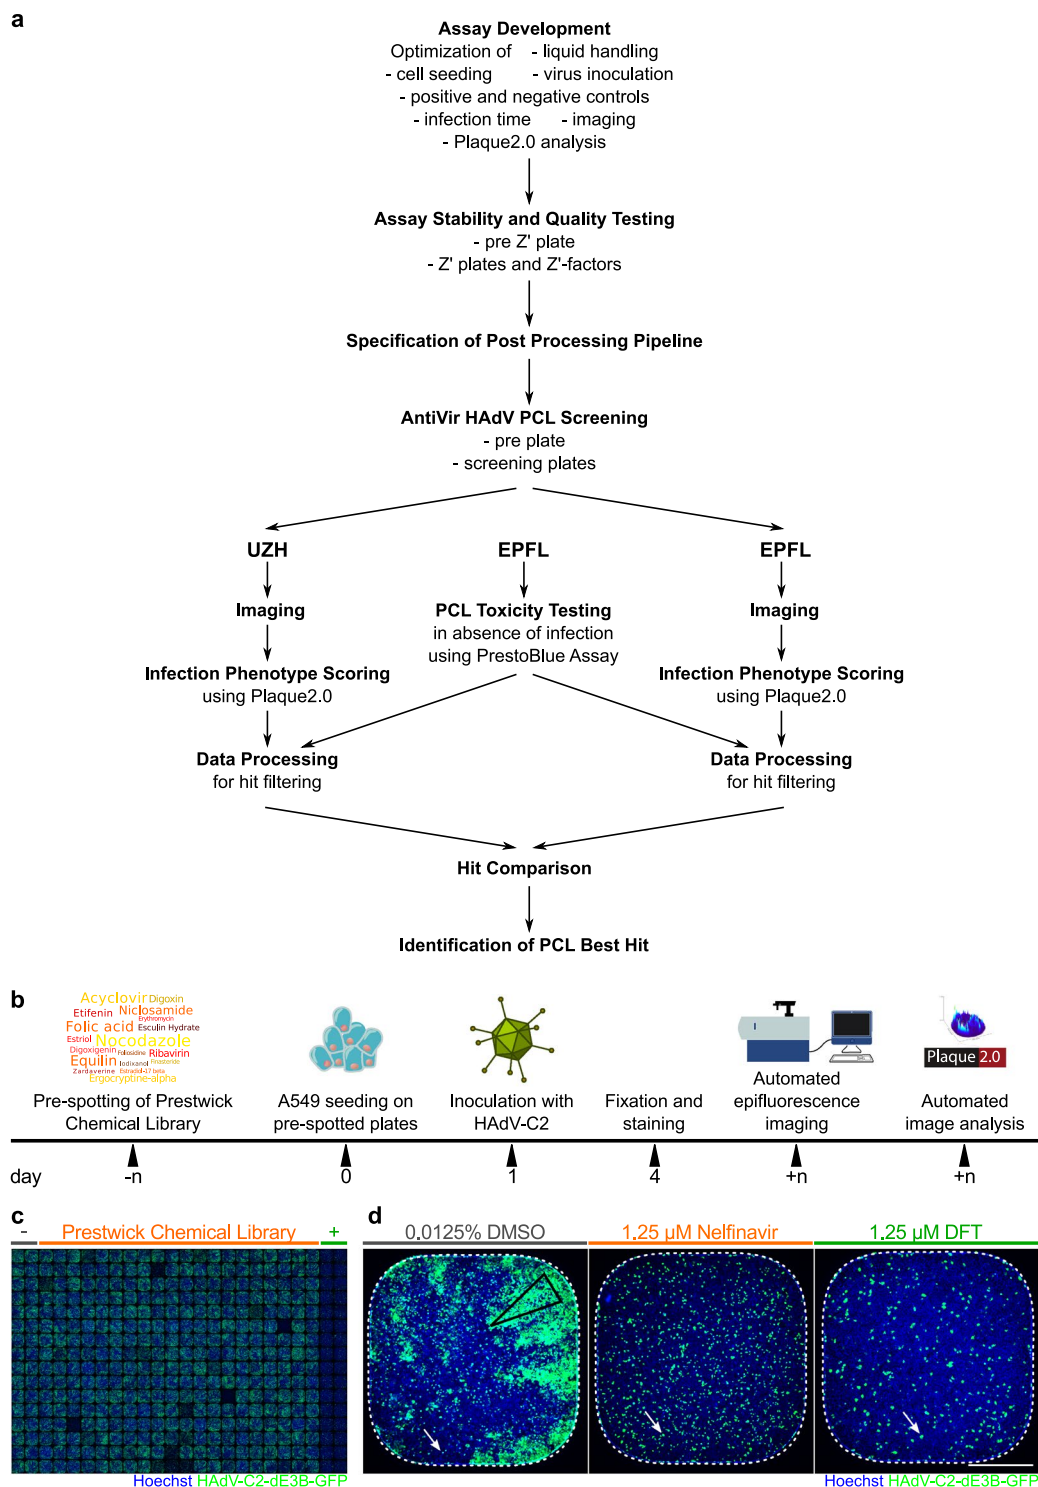 a
Assay Development
Optimization of - liquid handling
- cell seeding - virus inoculation
- positive and negative controls
- infection time - imaging
- Plaque2.0 analysis
Assay Stability and Quality Testing
- pre Z' plate
- Z' plates and Z'-factors
Specification of Post Processing Pipeline
AntiVir HAdV PCL Screening
- pre plate
- screening plates
UZH EPFL EPFL
Imaging PCL Toxicity Testing Imaging
in absence of infection
using PrestoBlue Assay
Infection Phenotype Scoring Infection Phenotype Scoring
using Plaque2.0 using Plaque2.0
Data Processing Data Processing
for hit filtering for hit filtering
Hit Comparison
Identification of PCL Best Hit
b
Acyclovir Digoxin
Etifenin Niclosamide
Erythromycin
Folic acid Esculin Hydrate
Estriol Nocodazole
Digoxigenin Follosidine Ribavirin
Equilin Iodixanol Finasteride
Zardaverine Estradiol-17 beta
Ergocryptine-alpha
Plaque 2.0
Pre-spotting of Prestwick Chemical Library
A549 seeding on pre-spotted plates
Inoculation with HAdV-C2
Fixation and staining
Automated epifluorescence imaging
Automated image analysis
day -n 0 1 4 +n +n
c
- Prestwick Chemical Library +
Hoechst HAdV-C2-dE3B-GFP
d
0.0125% DMSO 1.25 µM Nelfinavir 1.25 µM DFT
Hoechst HAdV-C2-dE3B-GFP